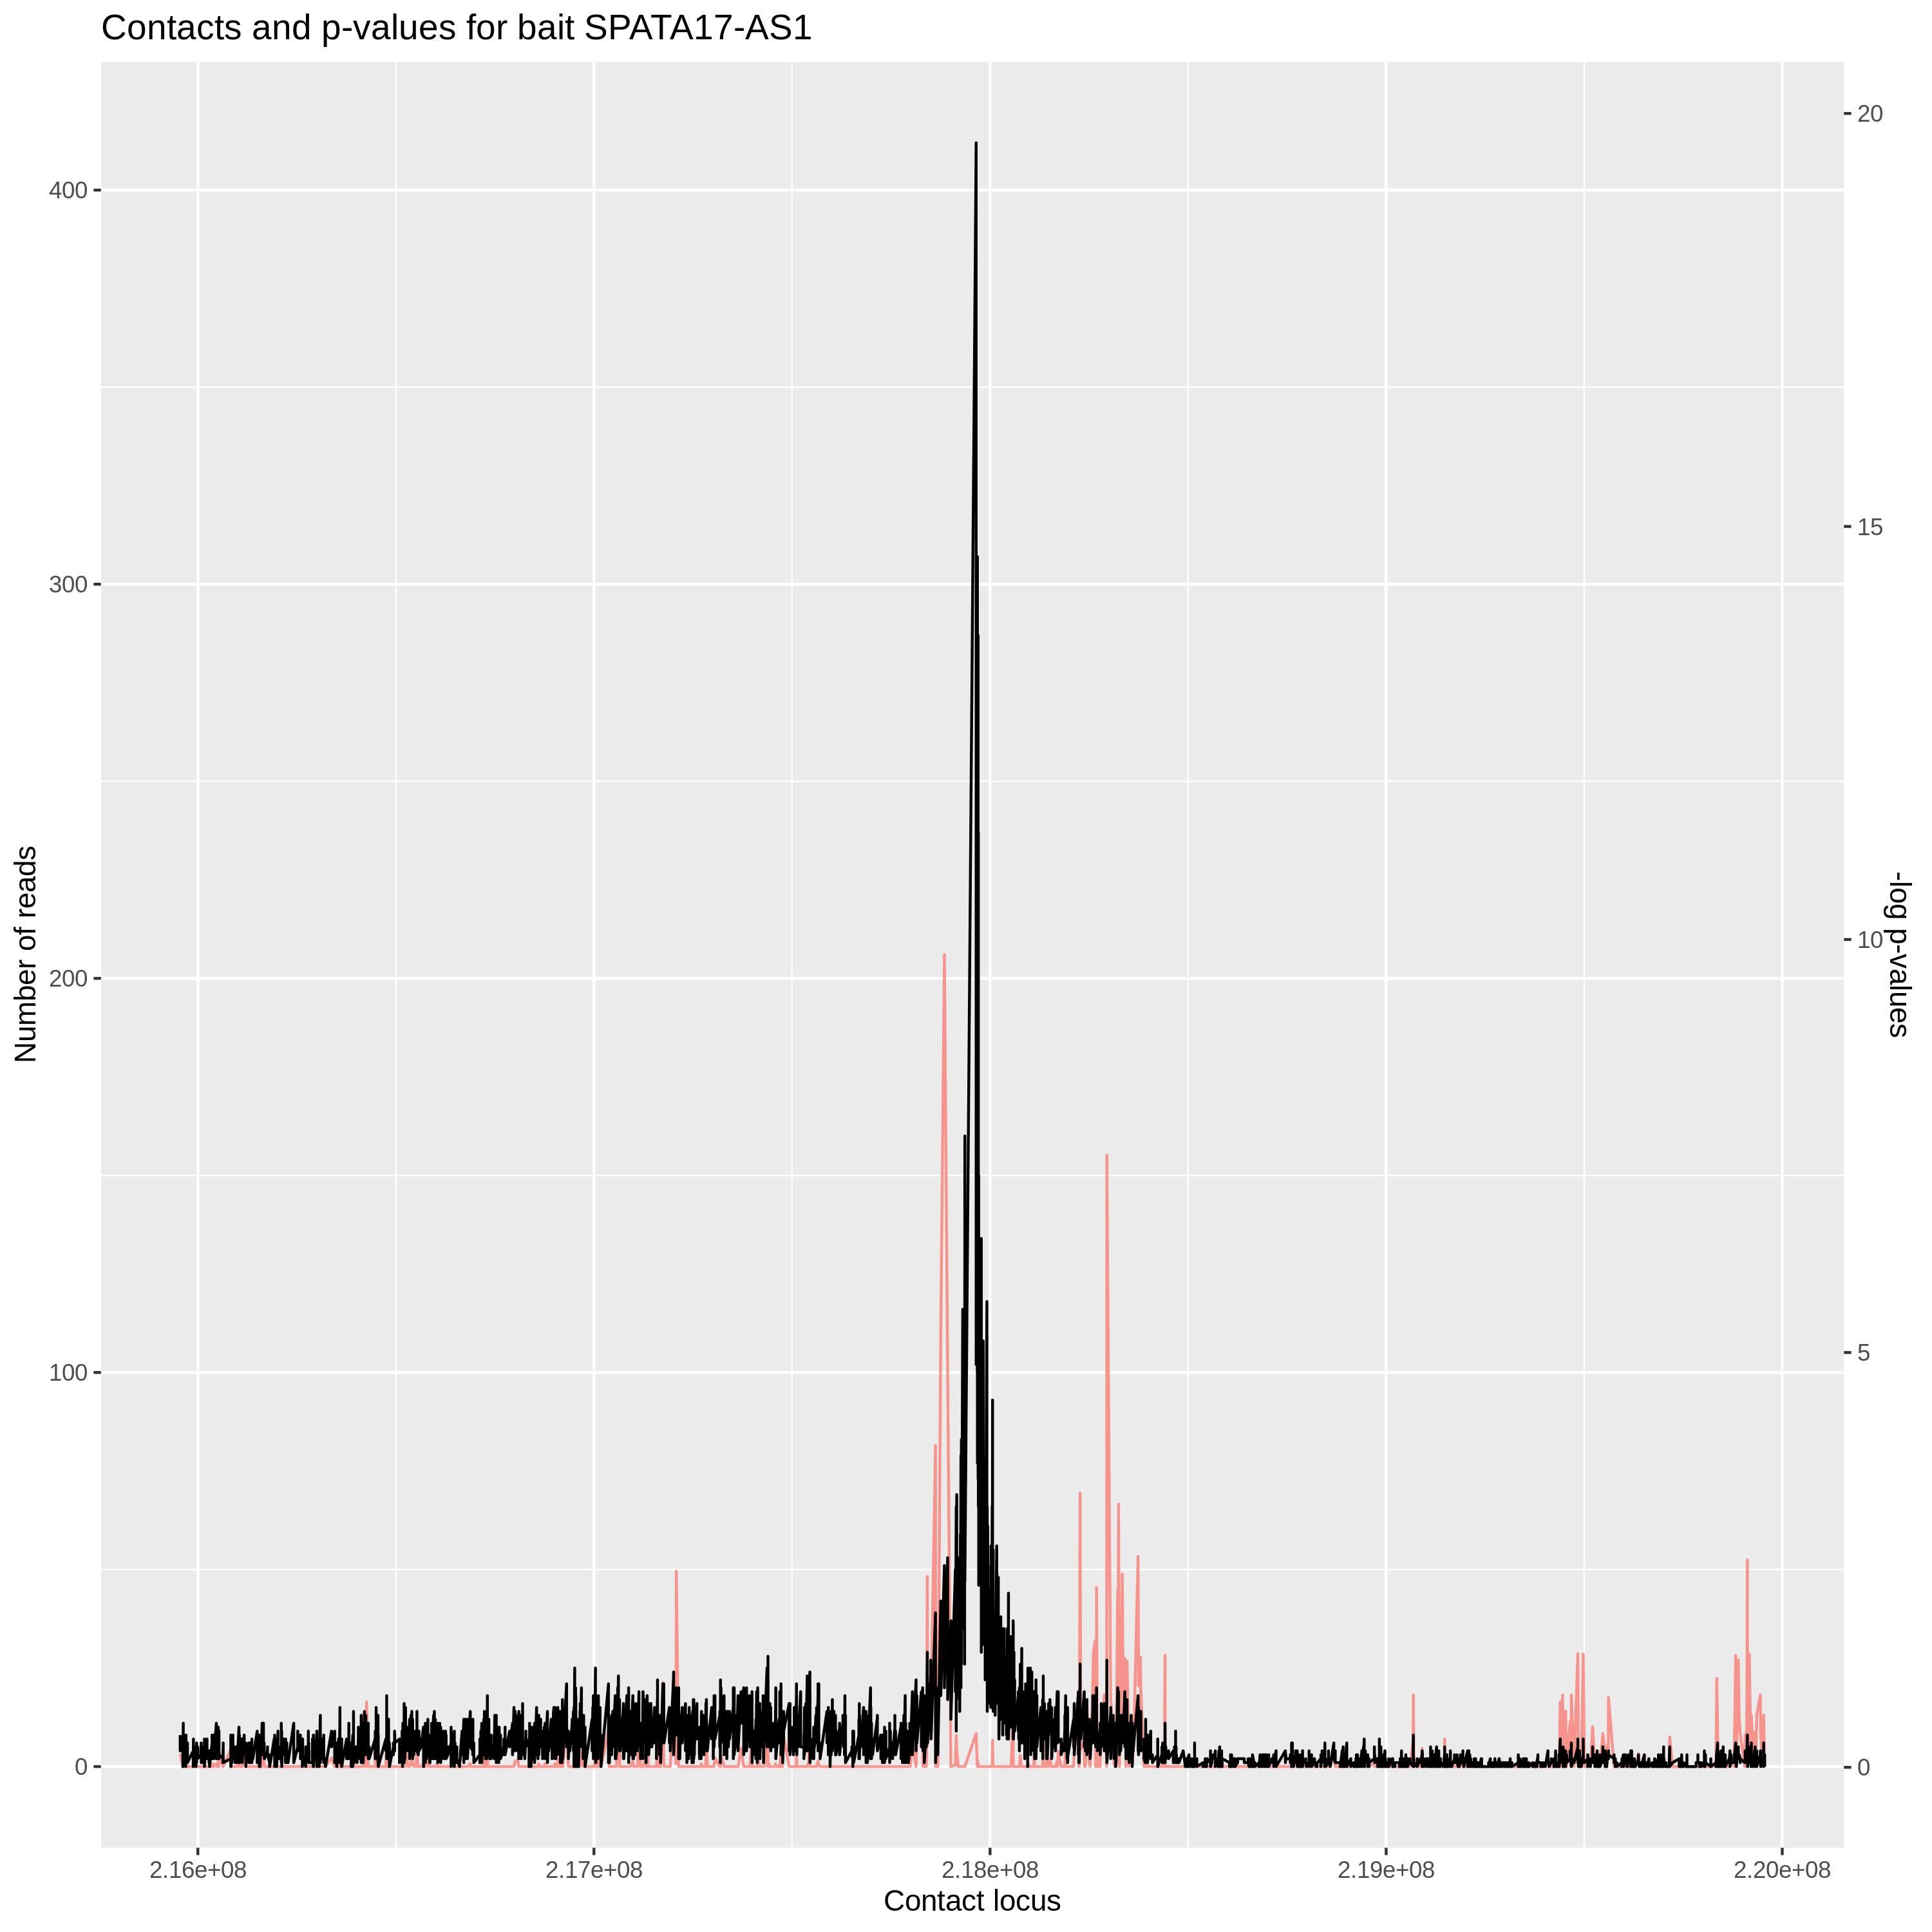 Contacts and p-values for bait SPATA17-AS1
Number of reads
400
300
200
100
0
20
15
10
5
0
-log p-values
2.16e+08
2.17e+08
2.18e+08
2.19e+08
2.20e+08
Contact locus